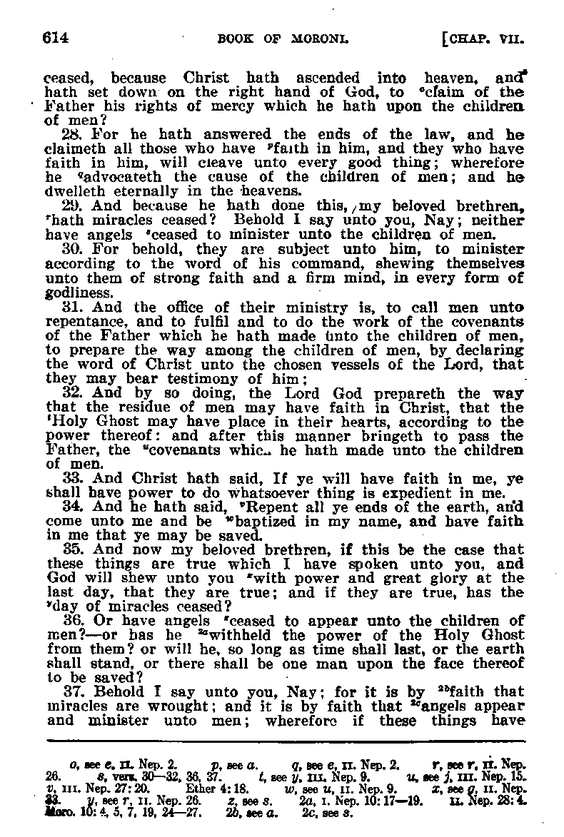 614 BOOK OF MORONI. [CHAP. VII.
ceased, because Christ hath ascended into heaven, and
hath set down on the right hand of God, to ᵒclaim of the
Father his rights of mercy which he hath upon the children
of men?
28. For he hath answered the ends of the law, and he
claimeth all those who have ᵖfaith in him, and they who have
faith in him, will cleave unto every good thing; wherefore
he qadvocateth the cause of the children of men; and he
dwelleth eternally in the heavens.
29. And because he hath done this, my beloved brethren,
ʳhath miracles ceased? Behold I say unto you, Nay; neither
have angels ˢceased to minister unto the children of men.
30. For behold, they are subject unto him, to minister
according to the word of his command, shewing themselves
unto them of strong faith and a firm mind, in every form of
godliness.
31. And the office of their ministry is, to call men unto
repentance, and to fulfil and to do the work of the covenants
of the Father which he hath made unto the children of men,
to prepare the way among the children of men, by declaring
the word of Christ unto the chosen vessels of the Lord, that
they may bear testimony of him;
32. And by so doing, the Lord God prepareth the way
that the residue of men may have faith in Christ, that the
ᵗHoly Ghost may have place in their hearts, according to the
power thereof: and after this manner bringeth to pass the
Father, the ᵘcovenants which he hath made unto the children
of men.
33. And Christ hath said, If ye will have faith in me, ye
shall have power to do whatsoever thing is expedient in me.
34. And he hath said, ᵛRepent all ye ends of the earth, and
come unto me and be ʷbaptized in my name, and have faith
in me that ye may be saved.
35. And now my beloved brethren, if this be the case that
these things are true which I have spoken unto you, and
God will shew unto you ˣwith power and great glory at the
last day, that they are true; and if they are true, has the
ʸday of miracles ceased?
36. Or have angels ᶻceased to appear unto the children of
men?—or has he ²ᵃwithheld the power of the Holy Ghost
from them? or will he, so long as time shall last, or the earth
shall stand, or there shall be one man upon the face thereof
to be saved?
37. Behold I say unto you, Nay; for it is by ²ᵇfaith that
miracles are wrought; and it is by faith that ²ᶜangels appear
and minister unto men; wherefore if these things have
o, see e, II. Nep. 2. p, see a. q, see e, II. Nep. 2. r, see r, II. Nep.
26. s, vers. 30—32, 36, 37. t, see y, III. Nep. 9. u, see j, III. Nep. 15.
v, III. Nep. 27: 20. Ether 4: 18. w, see u, II. Nep. 9. x, see g, II. Nep.
33. y, see r, II. Nep. 26. z, see s. 2a, I. Nep. 10: 17—19. II. Nep. 28: 4.
Moro. 10: 4, 5, 7, 19, 24—27. 2b, see a. 2c, see s.